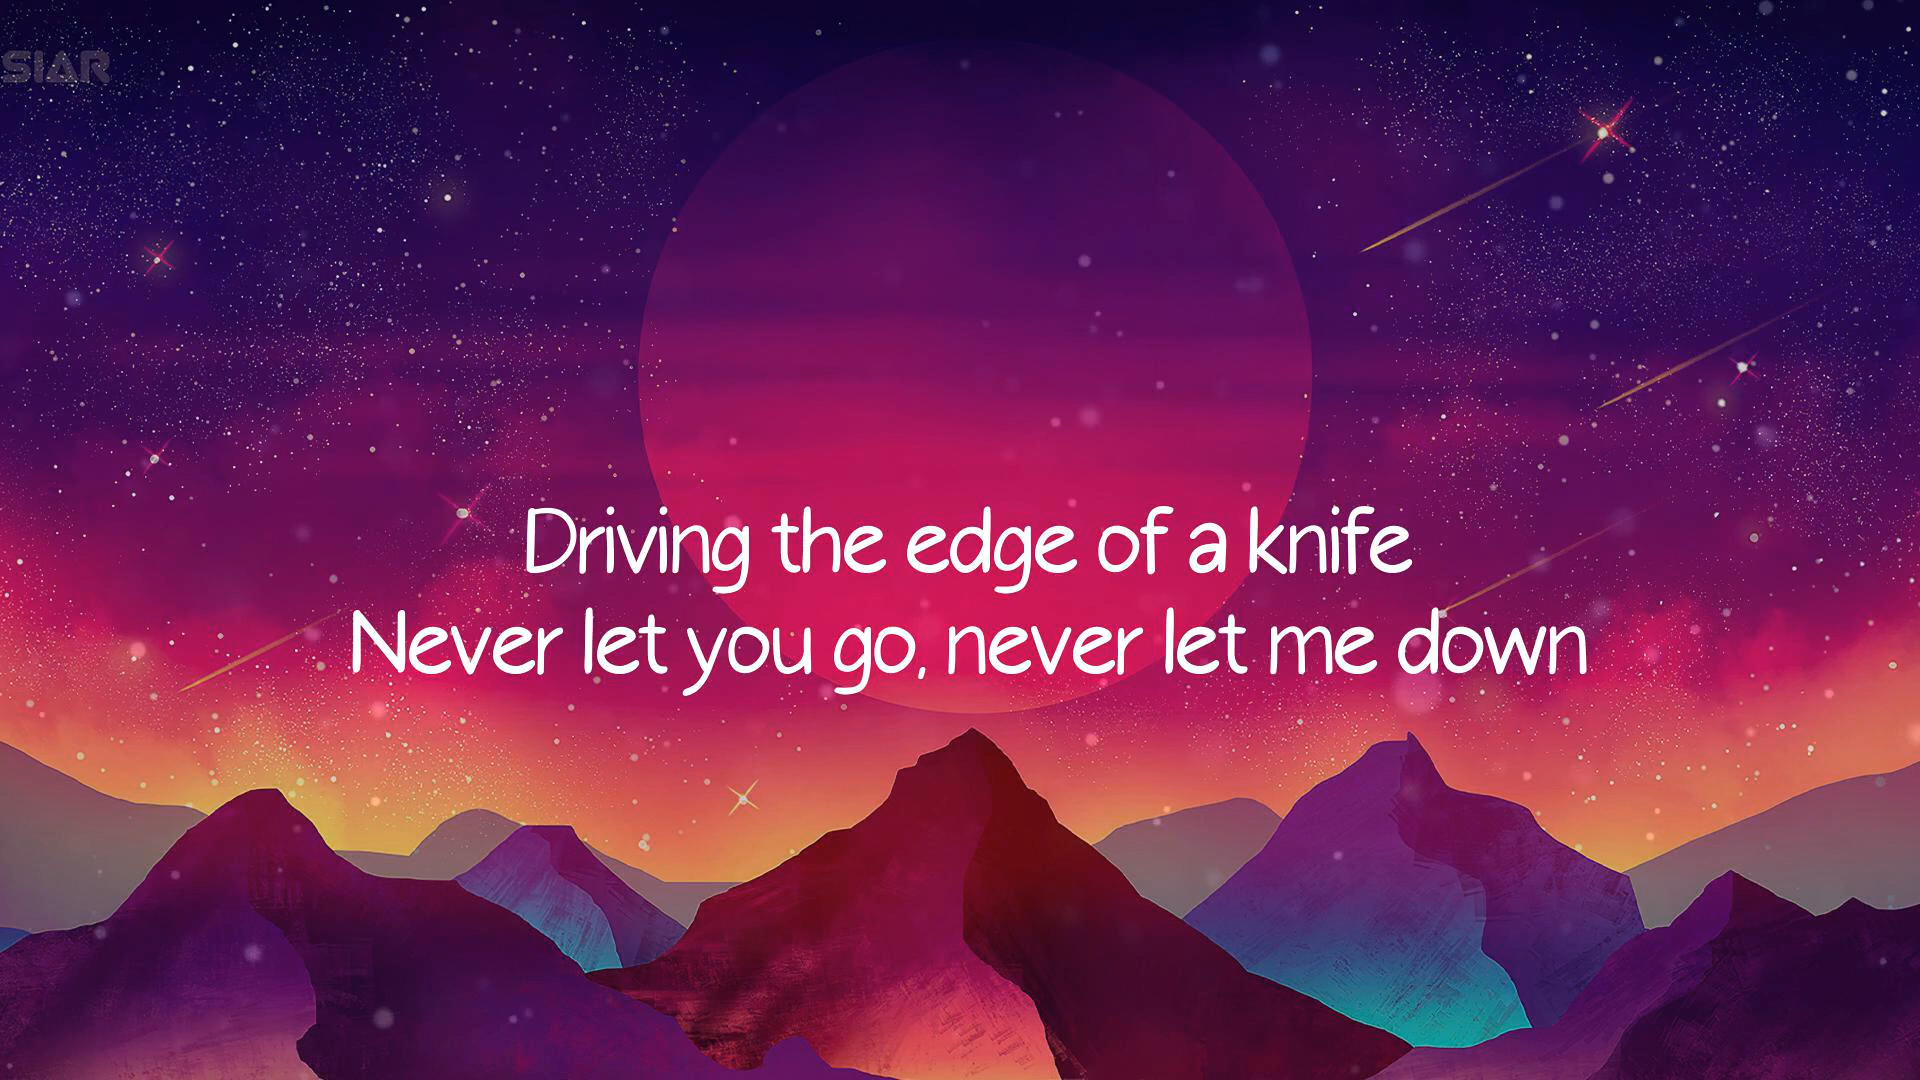 SIAR
Driving the edge of a knife
Never let you go, never let me down